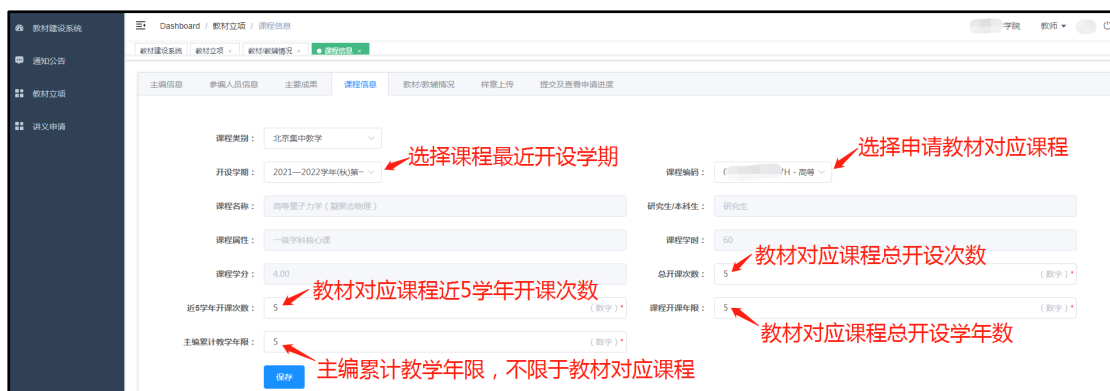 教材建设系统
Dashboard / 教材立项 / 课程信息
学院 教师
教材建设系统 教材立项 × 教材/教辅情况 × 课程信息 ×
通知公告
教材立项
讲义申请
主编信息 参编人员信息 主要成果 课程信息 教材/教辅情况 样章上传 提交及查看申请进度
课程类别: 北京集中教学
选择课程最近开设学期
选择申请教材对应课程
开设学期: 2021—2022学年(秋)第一
课程编码: 7H - 高等
课程名称: 高等量子力学(凝聚态物理)
研究生/本科生: 研究生
课程属性: 一级学科核心课
课程学时: 60
教材对应课程总开设次数
课程学分: 4.00
总开课次数: 5 (数字)*
教材对应课程近5学年开课次数
近5学年开课次数: 5 (数字)*
课程开课年限: 5 (数字)*
教材对应课程总开设学年数
主编累计教学年限: 5 (数字)*
主编累计教学年限,不限于教材对应课程
保存